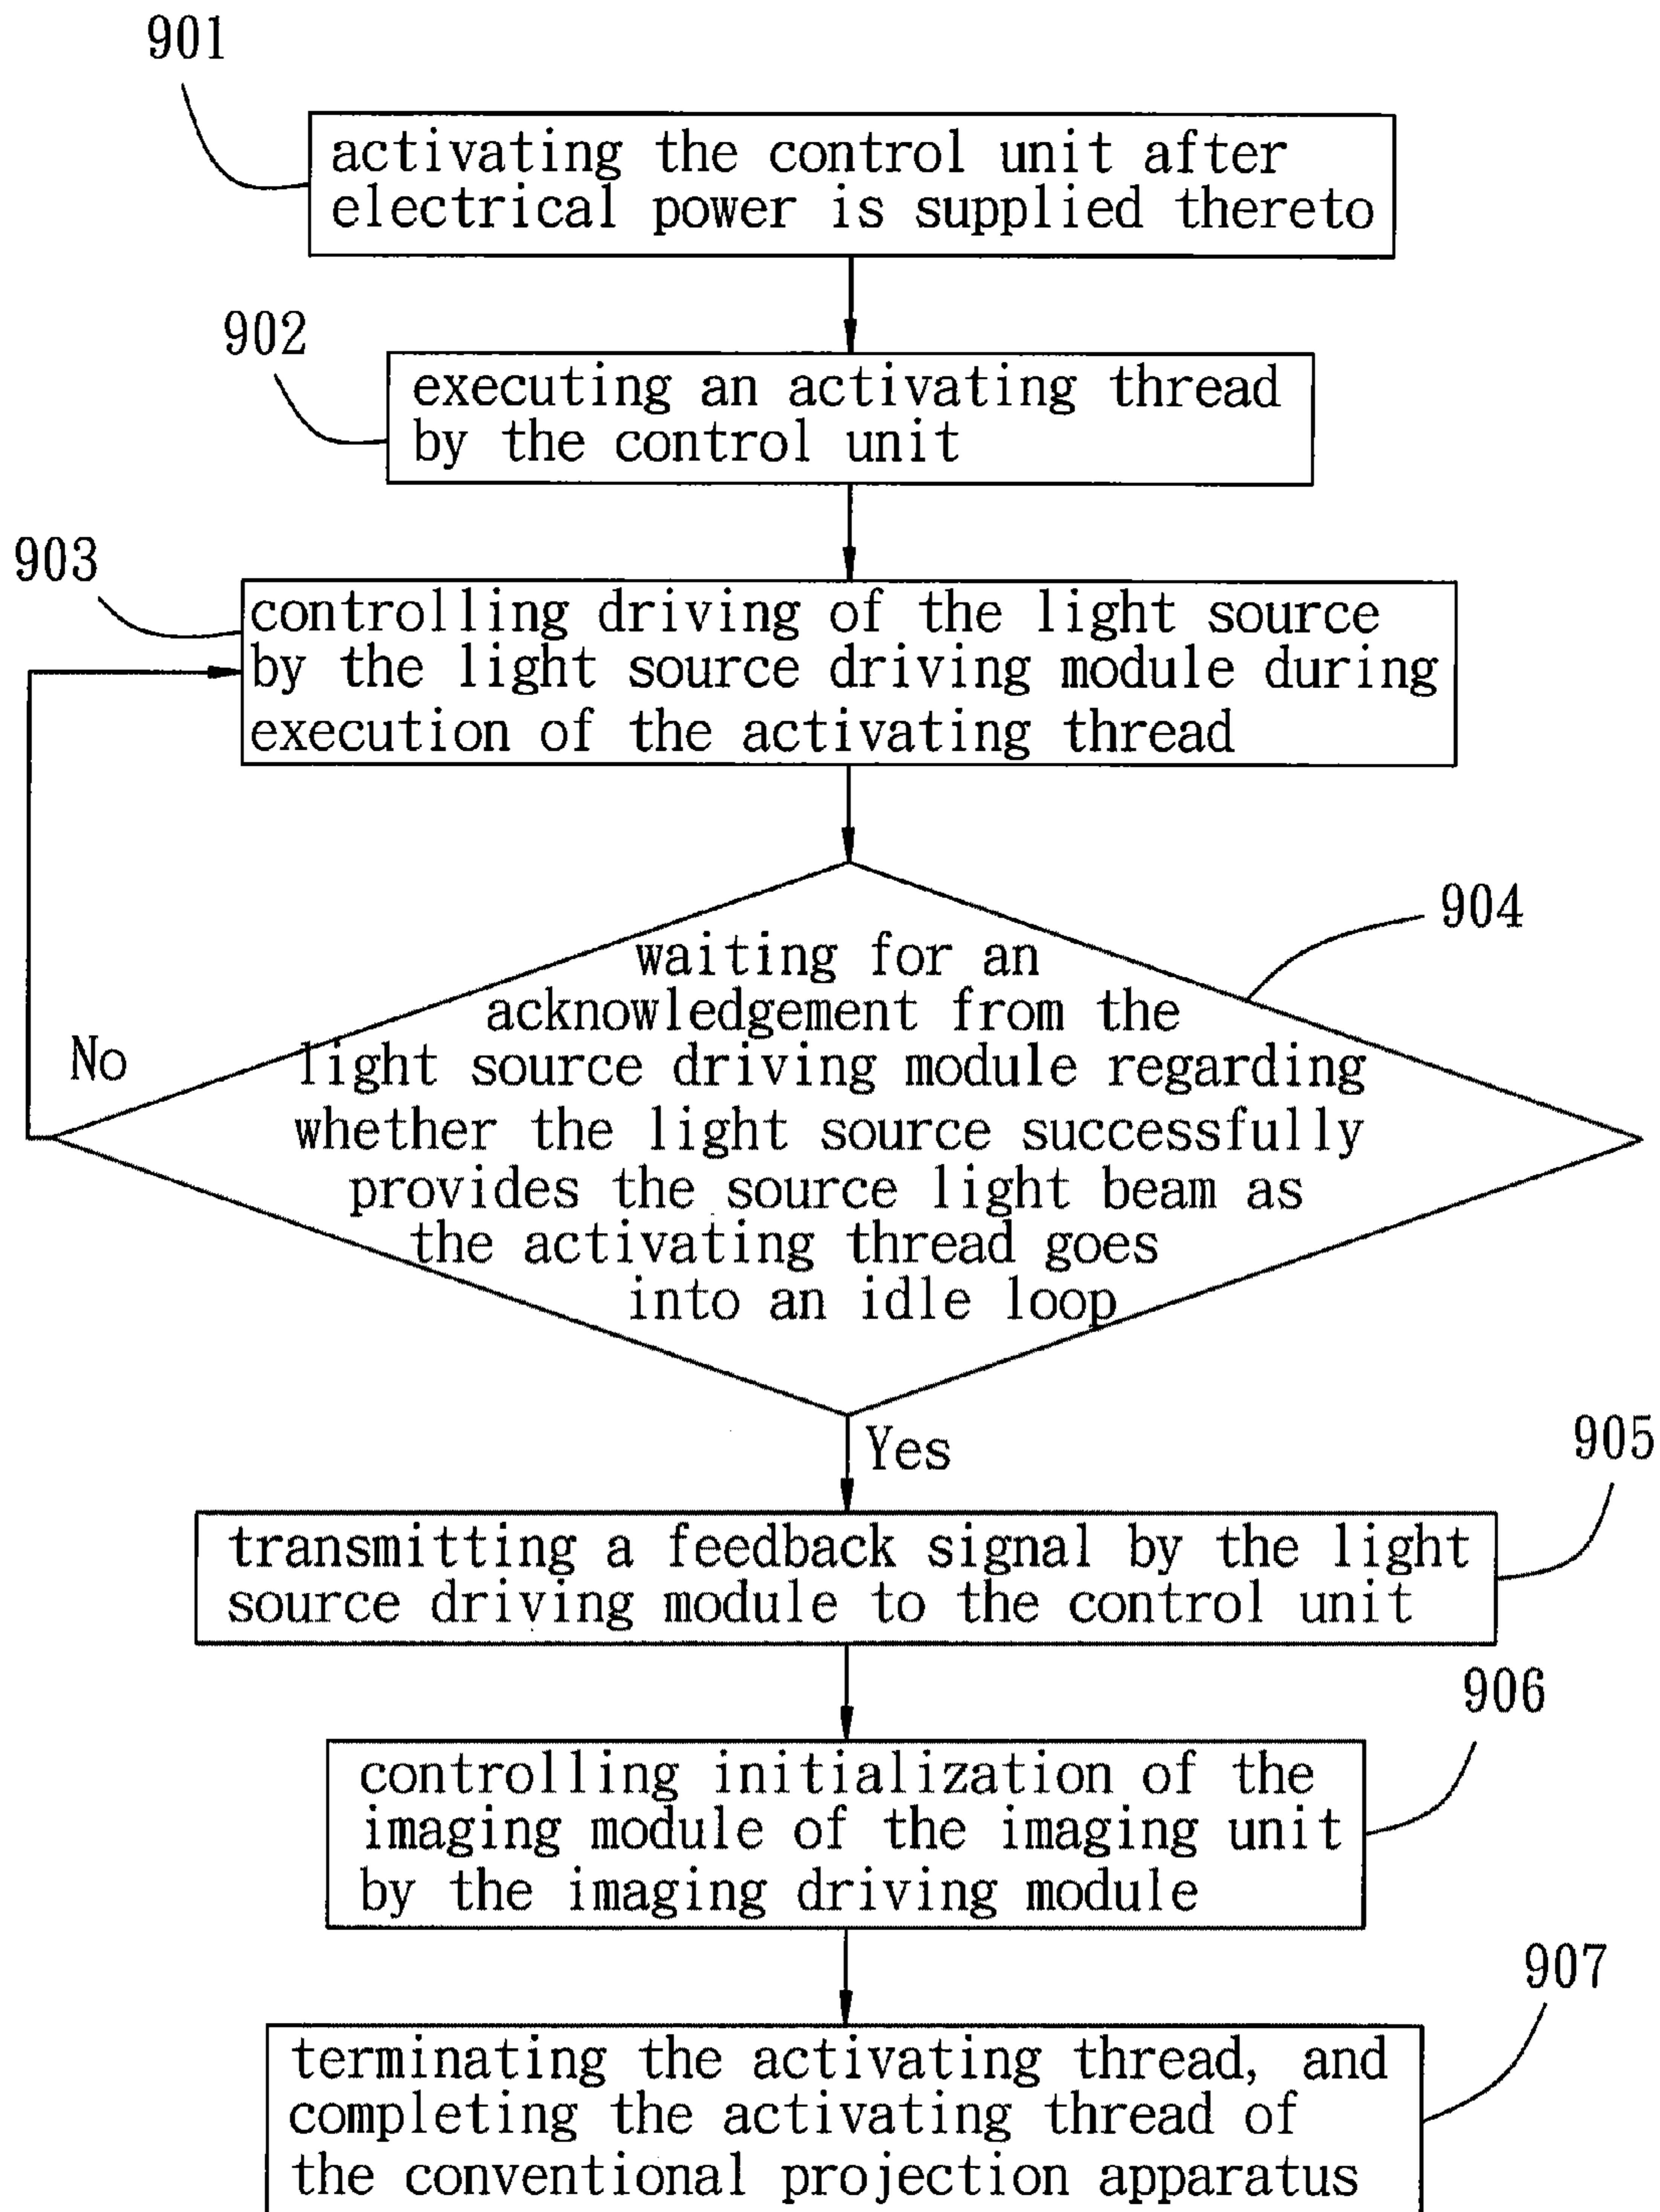 901
activating the control unit after
electrical power is supplied thereto
902
executing an activating thread
by the control unit
903
controlling driving of the light source
by the light source driving module during
execution of the activating thread
904
waiting for an
acknowledgement from the
light source driving module regarding
whether the light source successfully
provides the source light beam as
the activating thread goes
into an idle loop
No
Yes
905
transmitting a feedback signal by the light
source driving module to the control unit
906
controlling initialization of the
imaging module of the imaging unit
by the imaging driving module
907
terminating the activating thread, and
completing the activating thread of
the conventional projection apparatus